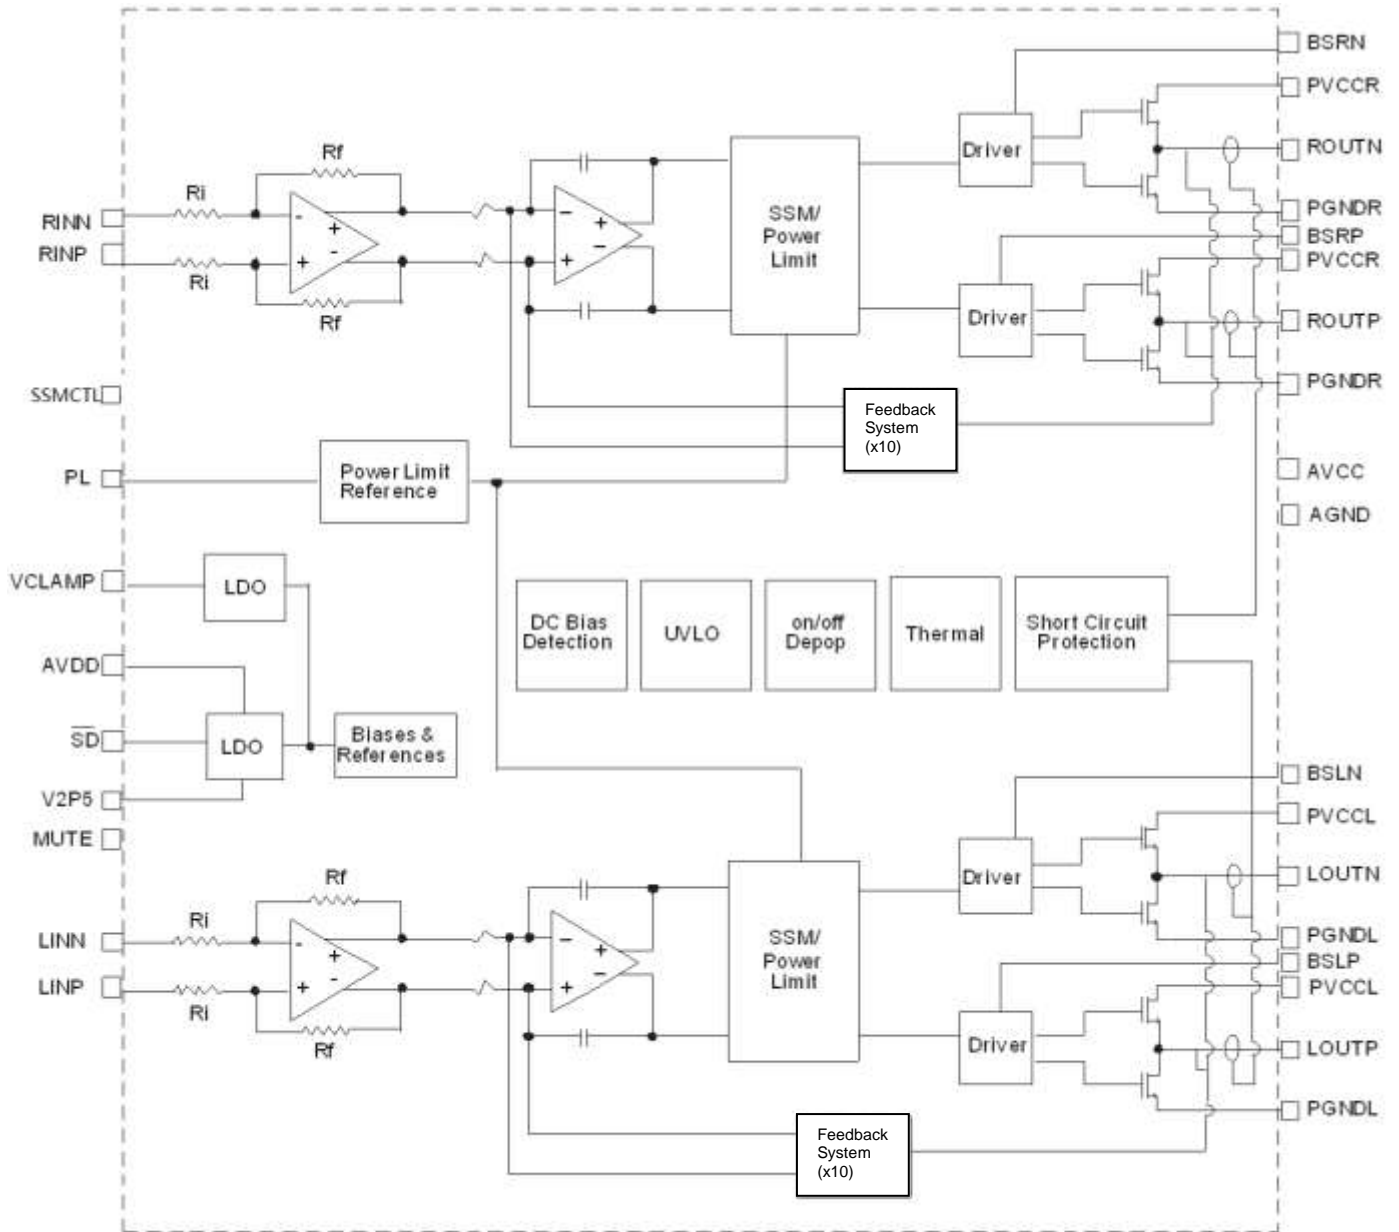 BSRN
PVCCR
Rf
Driver
ROUTN
Ri
RINN
-
+
-
+
SSM/
Power
Limit
PGNDR
BSRP
RINP
+
-
+
-
PVCCR
Ri
Rf
Driver
ROUTP
PGNDR
SSMCTL
Feedback
System
(x10)
PL
Power Limit
Reference
AVCC
AGND
VCLAMP
LDO
DC Bias
Detection
UVLO
on/off
Depop
Thermal
Short Circuit
Protection
AVDD
SD
LDO
Biases &
References
V2P5
BSLN
MUTE
PVCCL
Rf
Driver
LOUTN
Ri
LINN
-
+
-
+
SSM/
Power
Limit
PGNDL
BSLP
LINP
+
-
+
-
PVCCL
Ri
Rf
Driver
LOUTP
PGNDL
Feedback
System
(x10)